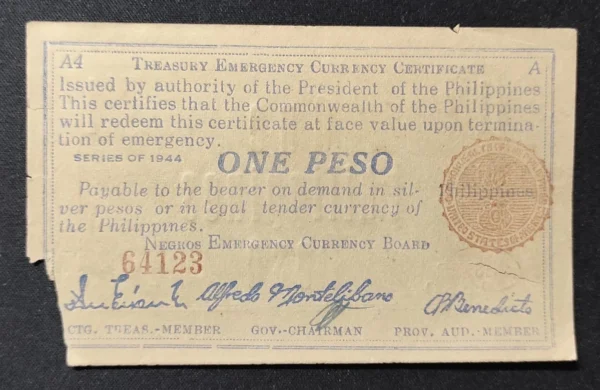 A4 TREASURY EMERGENCY CURRENCY CERTIFICATE A
Issued by authority of the President of the Philippines
This certifies that the Commonwealth of the Philippines
will redeem this certificate at face value upon termina-
tion of emergency.
SERIES OF 1944 ONE PESO
Payable to the bearer on demand in sil-
ver pesos or in legal tender currency of
the Philippines.
Philippines
NEGROS EMERGENCY CURRENCY BOARD
64123
Alfredo Montelibano
CTG. TREAS.-MEMBER GOV.-CHAIRMAN PROV. AUD.-MEMBER